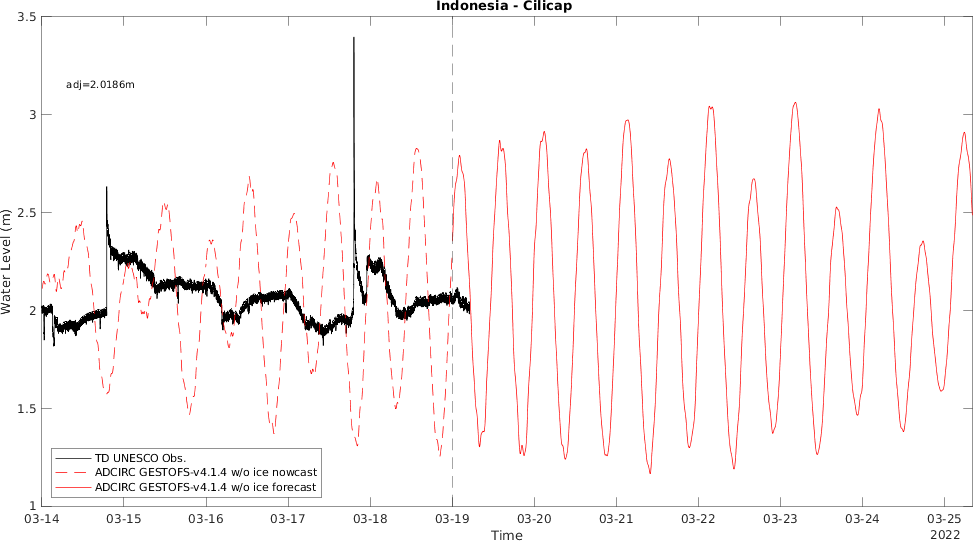 Indonesia - Cilicap
3.5
adj=2.0186m
3
2.5
Water Level (m)
2
1.5
TD UNESCO Obs.
ADCIRC GESTOFS-v4.1.4 w/o ice nowcast
ADCIRC GESTOFS-v4.1.4 w/o ice forecast
1
03-14 03-15 03-16 03-17 03-18 03-19 03-20 03-21 03-22 03-23 03-24 03-25
Time
2022